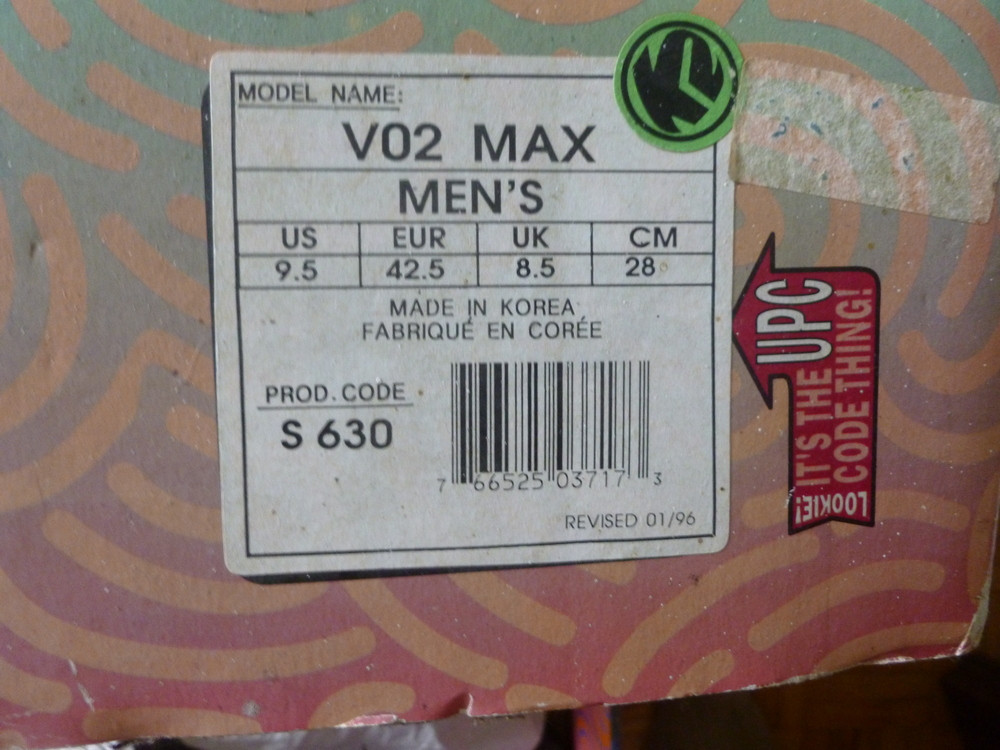 MODEL NAME:
V02 MAX
MEN'S
US EUR UK CM
9.5 42.5 8.5 28
MADE IN KOREA
FABRIQUÉ EN CORÉE
PROD. CODE
S 630
7 66525 03717 3
REVISED 01/96
LOOKIE!
IT'S THE UPC
CODE THING!